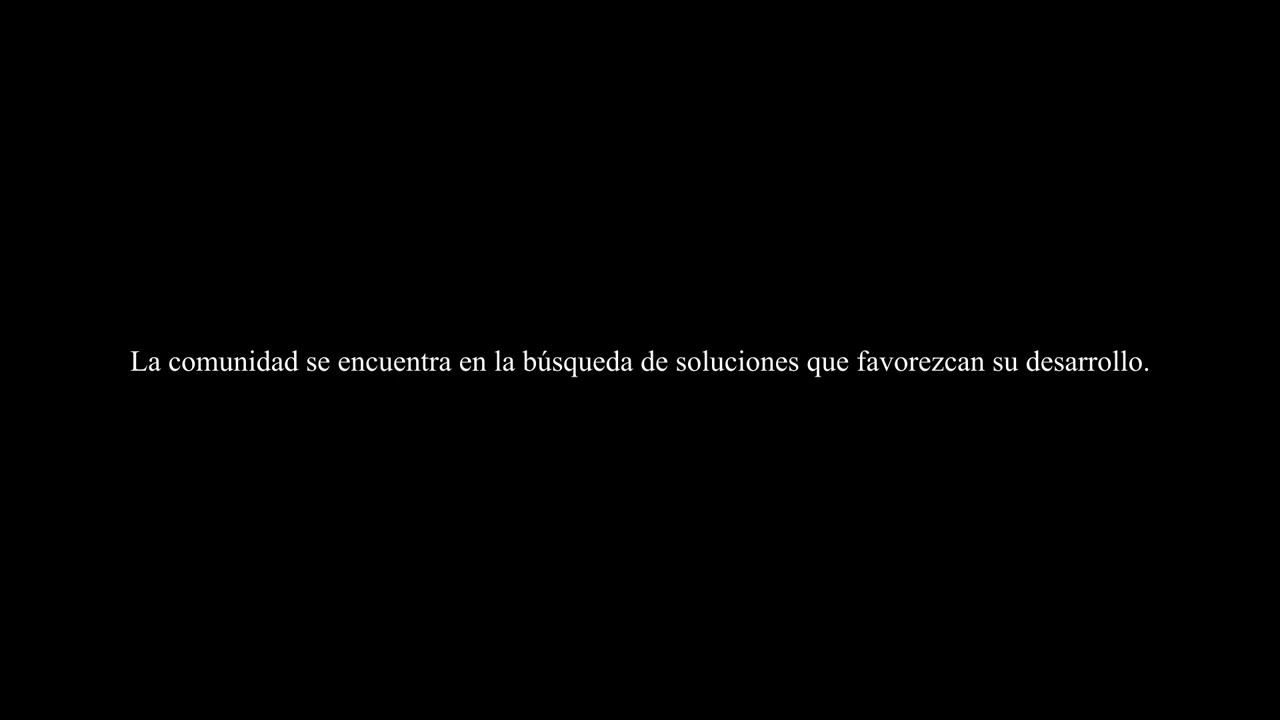 La comunidad se encuentra en la búsqueda de soluciones que favorezcan su desarrollo.